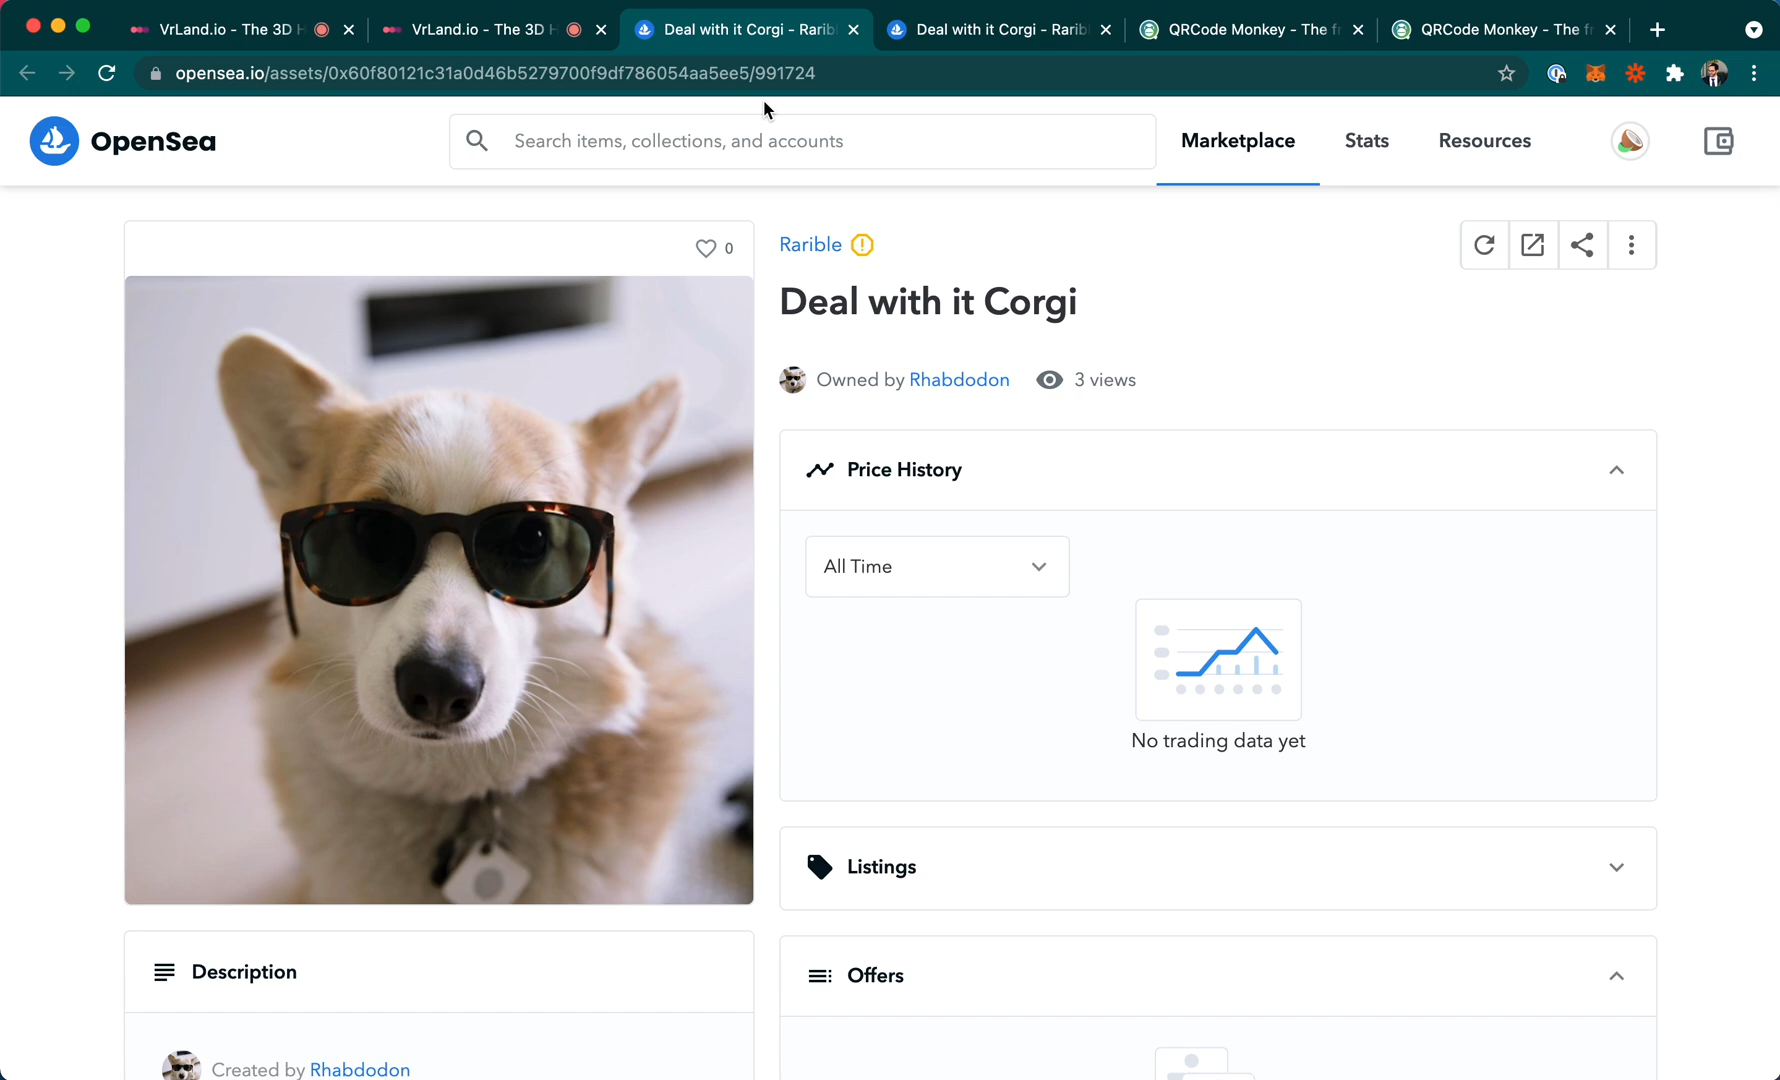 VrLand.io - The 3D H
VrLand.io - The 3D H
Deal with it Corgi - Rarib
Deal with it Corgi - Rarib
QRCode Monkey - The fr
QRCode Monkey - The fr
opensea.io/assets/0x60f80121c31a0d46b5279700f9df786054aa5ee5/991724
OpenSea
Search items, collections, and accounts
Marketplace
Stats
Resources
0
Rarible
Deal with it Corgi
Owned by Rhabdodon
3 views
Price History
All Time
No trading data yet
Listings
Description
Offers
Created by Rhabdodon